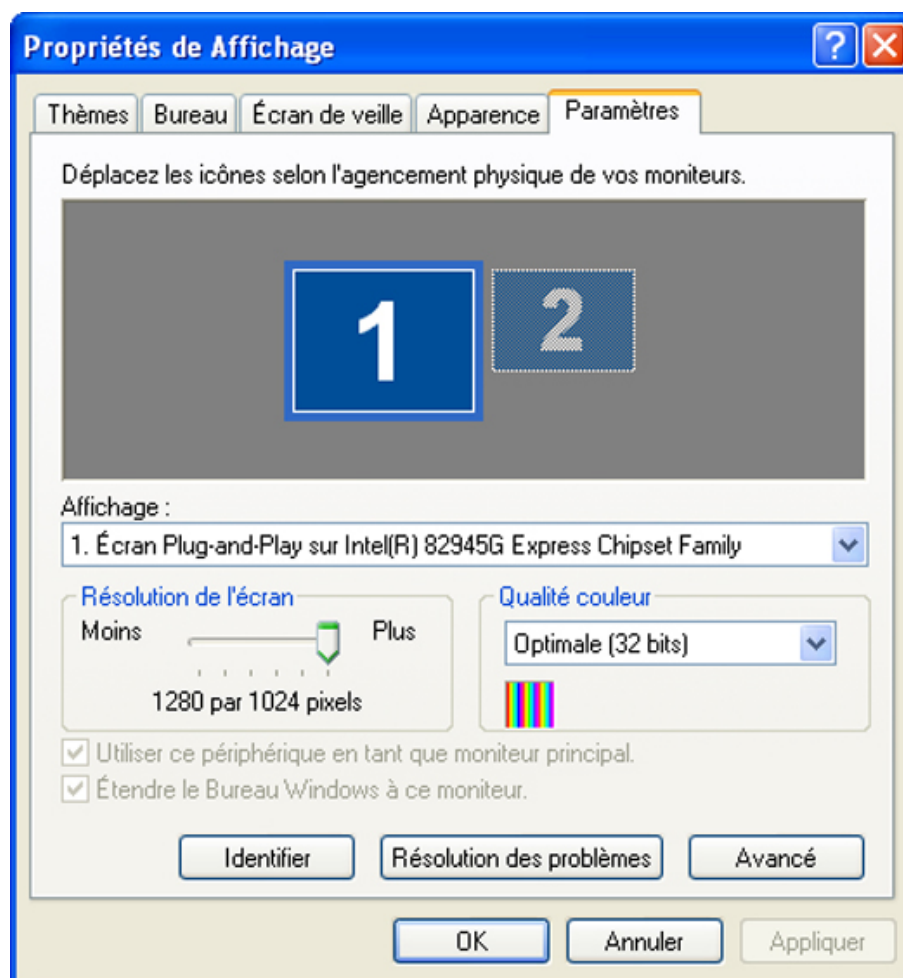 Propriétés de Affichage
Thèmes Bureau Écran de veille Apparence Paramètres
Déplacez les icônes selon l'agencement physique de vos moniteurs.
1 2
Affichage :
1. Écran Plug-and-Play sur Intel(R) 82945G Express Chipset Family
Résolution de l'écran Qualité couleur
Moins Plus Optimale (32 bits)
1280 par 1024 pixels
Utiliser ce périphérique en tant que moniteur principal.
Étendre le Bureau Windows à ce moniteur.
Identifier Résolution des problèmes Avancé
OK Annuler Appliquer